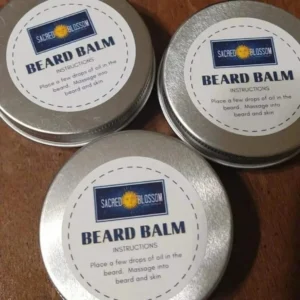 SACRED BLOSSOM
BEARD BALM
INSTRUCTIONS
Place a few drops of oil in the
beard. Massage into
beard and skin
SACRED BLOSSOM
BEARD BALM
INSTRUCTIONS
Place a few drops of oil in the
beard. Massage into
beard and skin
SACRED BLOSSOM
BEARD BALM
INSTRUCTIONS
Place a few drops of oil in the
beard. Massage into
beard and skin